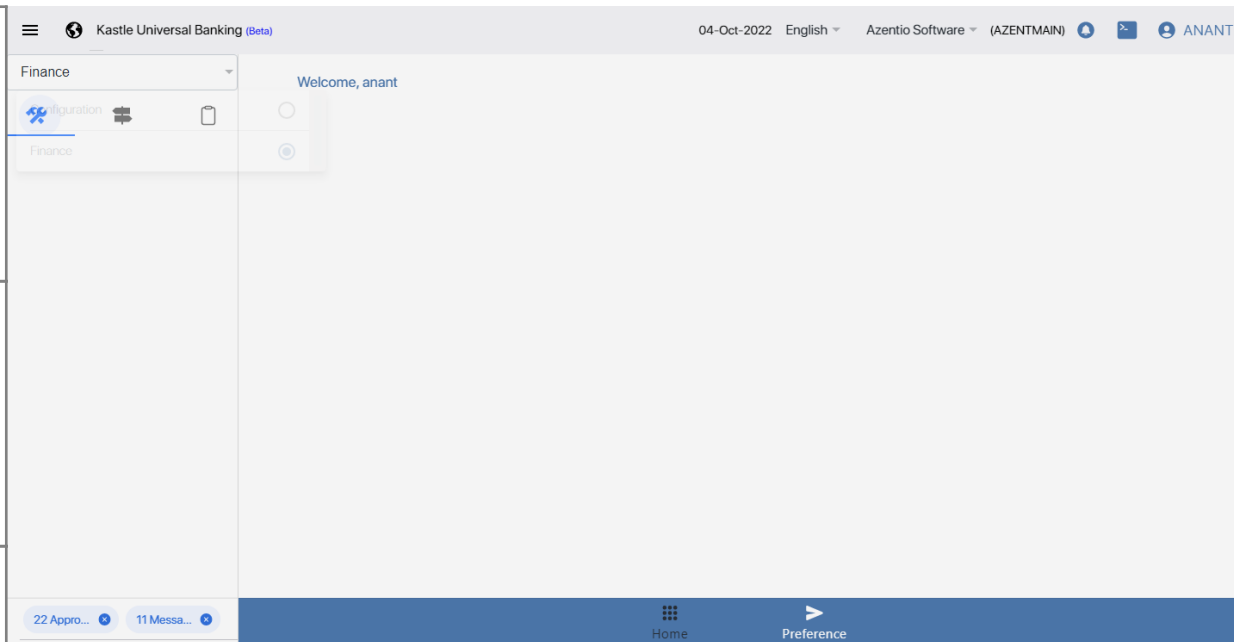 Kastle Universal Banking (Beta) 04-Oct-2022 English Azentio Software (AZENTMAIN) ANANT
Finance
Welcome, anant
Configuration
Finance
22 Appro... 11 Messa...
Home Preference